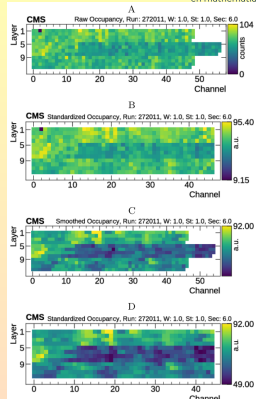 A
CMS Raw Occupancy, Run: 272011, W: 1.0, St: 1.0, Sec: 6.0
Layer
1
5
9
104
counts
0
0 10 20 30 40 50
Channel
B
CMS Standardized Occupancy, Run: 272011, W: 1.0, St: 1.0, Sec: 6.0
Layer
1
5
9
95.40
a.u.
9.15
0 10 20 30 40
Channel
C
CMS Smoothed Occupancy, Run: 272011, W: 1.0, St: 1.0, Sec: 6.0
Layer
1
5
9
92.00
a.u.
0 10 20 30 40 50
Channel
D
CMS Standardized Occupancy, Run: 272011, W: 1.0, St: 1.0, Sec: 6.0
Layer
1
5
9
92.00
a.u.
49.00
0 10 20 30 40
Channel